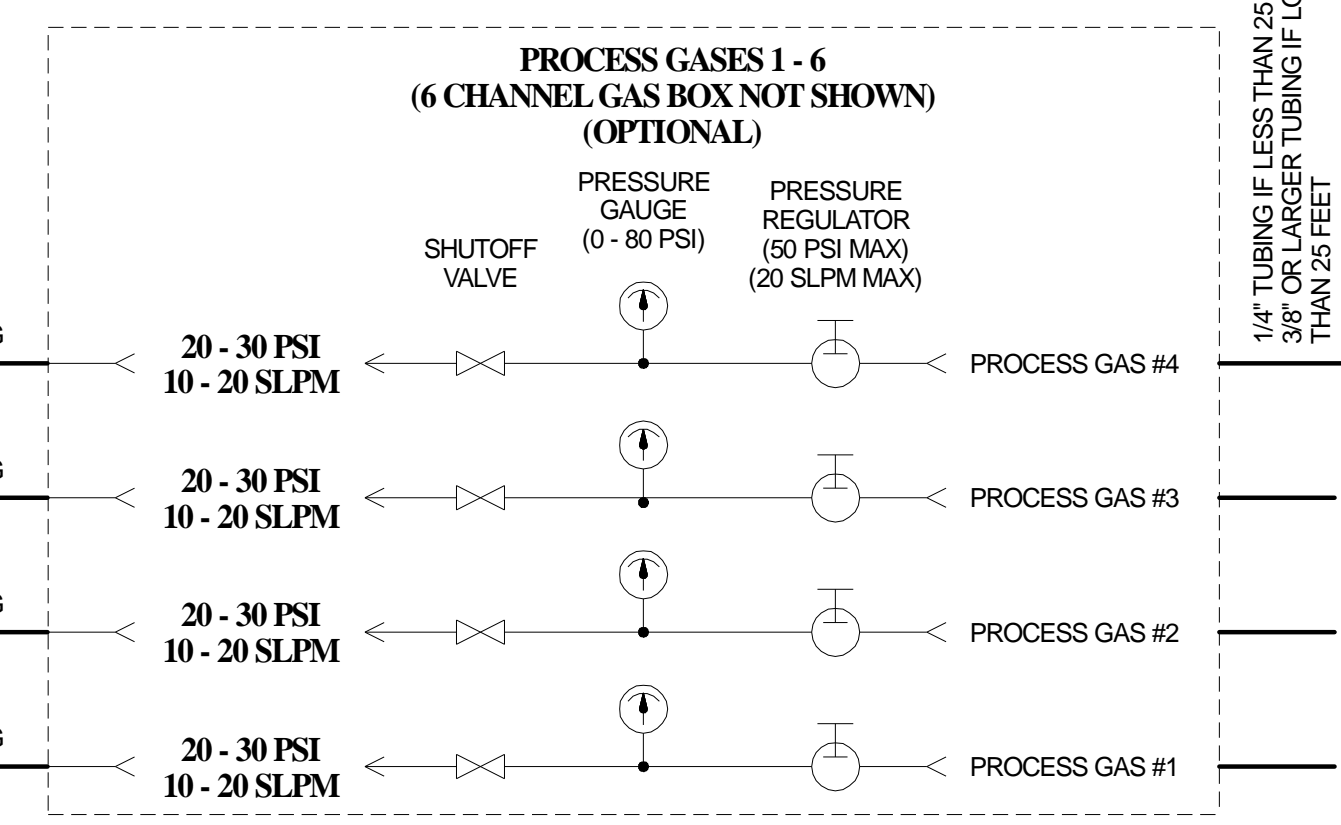 PROCESS GASES 1 - 6
(6 CHANNEL GAS BOX NOT SHOWN)
(OPTIONAL)
PRESSURE
GAUGE
(0 - 80 PSI)
PRESSURE
REGULATOR
(50 PSI MAX)
(20 SLPM MAX)
SHUTOFF
VALVE
20 - 30 PSI
10 - 20 SLPM
PROCESS GAS #4
20 - 30 PSI
10 - 20 SLPM
PROCESS GAS #3
20 - 30 PSI
10 - 20 SLPM
PROCESS GAS #2
20 - 30 PSI
10 - 20 SLPM
PROCESS GAS #1
1/4" TUBING IF LESS THAN 25
3/8" OR LARGER TUBING IF
THAN 25 FEET